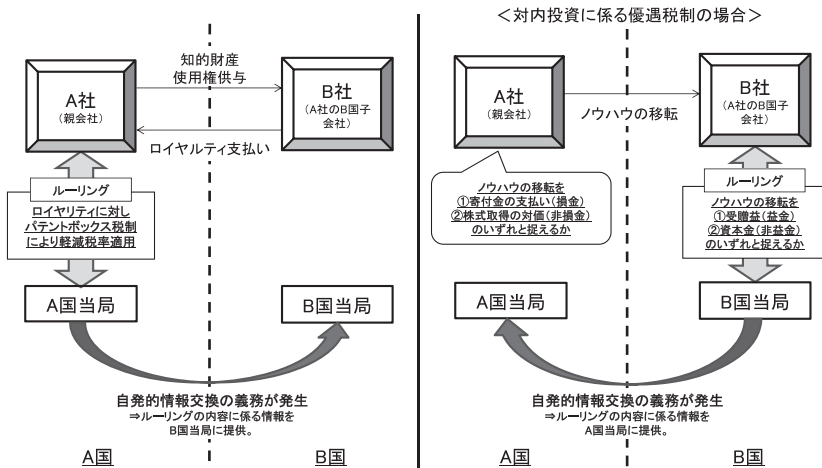 知的財産
使用権供与
A社
(親会社)
B社
(A社のB国子
会社)
ロイヤルティ支払い
ルーリング
ロイヤリティに対し
パテントボックス税制
により軽減税率適用
A国当局
B国当局
自発的情報交換の義務が発生
⇒ルーリングの内容に係る情報を
B国当局に提供。
A国
B国
＜対内投資に係る優遇税制の場合＞
A社
(親会社)
B社
(A社のB国子
会社)
ノウハウの移転
ノウハウの移転を
①寄付金の支払い(損金)
②株式取得の対価(非損金)
のいずれと捉えるか
ルーリング
ノウハウの移転を
①受贈益(益金)
②資本金(非益金)
のいずれと捉えるか
A国当局
B国当局
自発的情報交換の義務が発生
⇒ルーリングの内容に係る情報を
A国当局に提供。
A国
B国